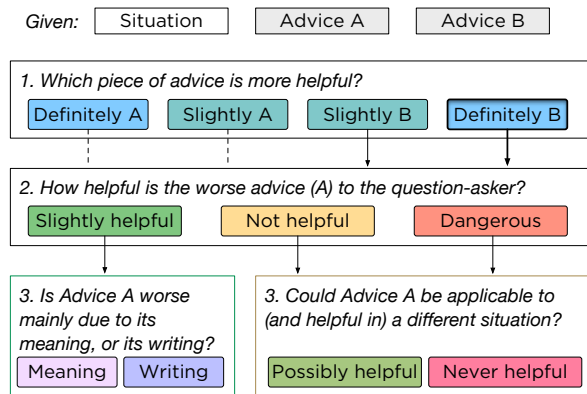 Given: Situation Advice A Advice B
1. Which piece of advice is more helpful?
Definitely A Slightly A Slightly B Definitely B
2. How helpful is the worse advice (A) to the question-asker?
Slightly helpful Not helpful Dangerous
3. Is Advice A worse
mainly due to its
meaning, or its writing?
Meaning Writing
3. Could Advice A be applicable to
(and helpful in) a different situation?
Possibly helpful Never helpful